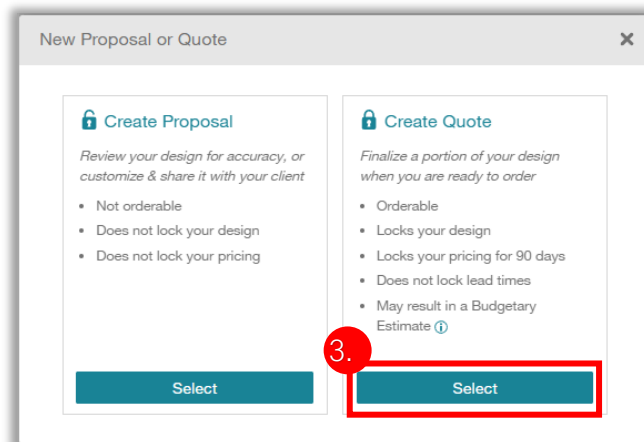 New Proposal or Quote
Create Proposal
Review your design for accuracy, or
customize & share it with your client
• Not orderable
• Does not lock your design
• Does not lock your pricing
Select
Create Quote
Finalize a portion of your design
when you are ready to order
• Orderable
• Locks your design
• Locks your pricing for 90 days
• Does not lock lead times
• May result in a Budgetary
Estimate
3.
Select